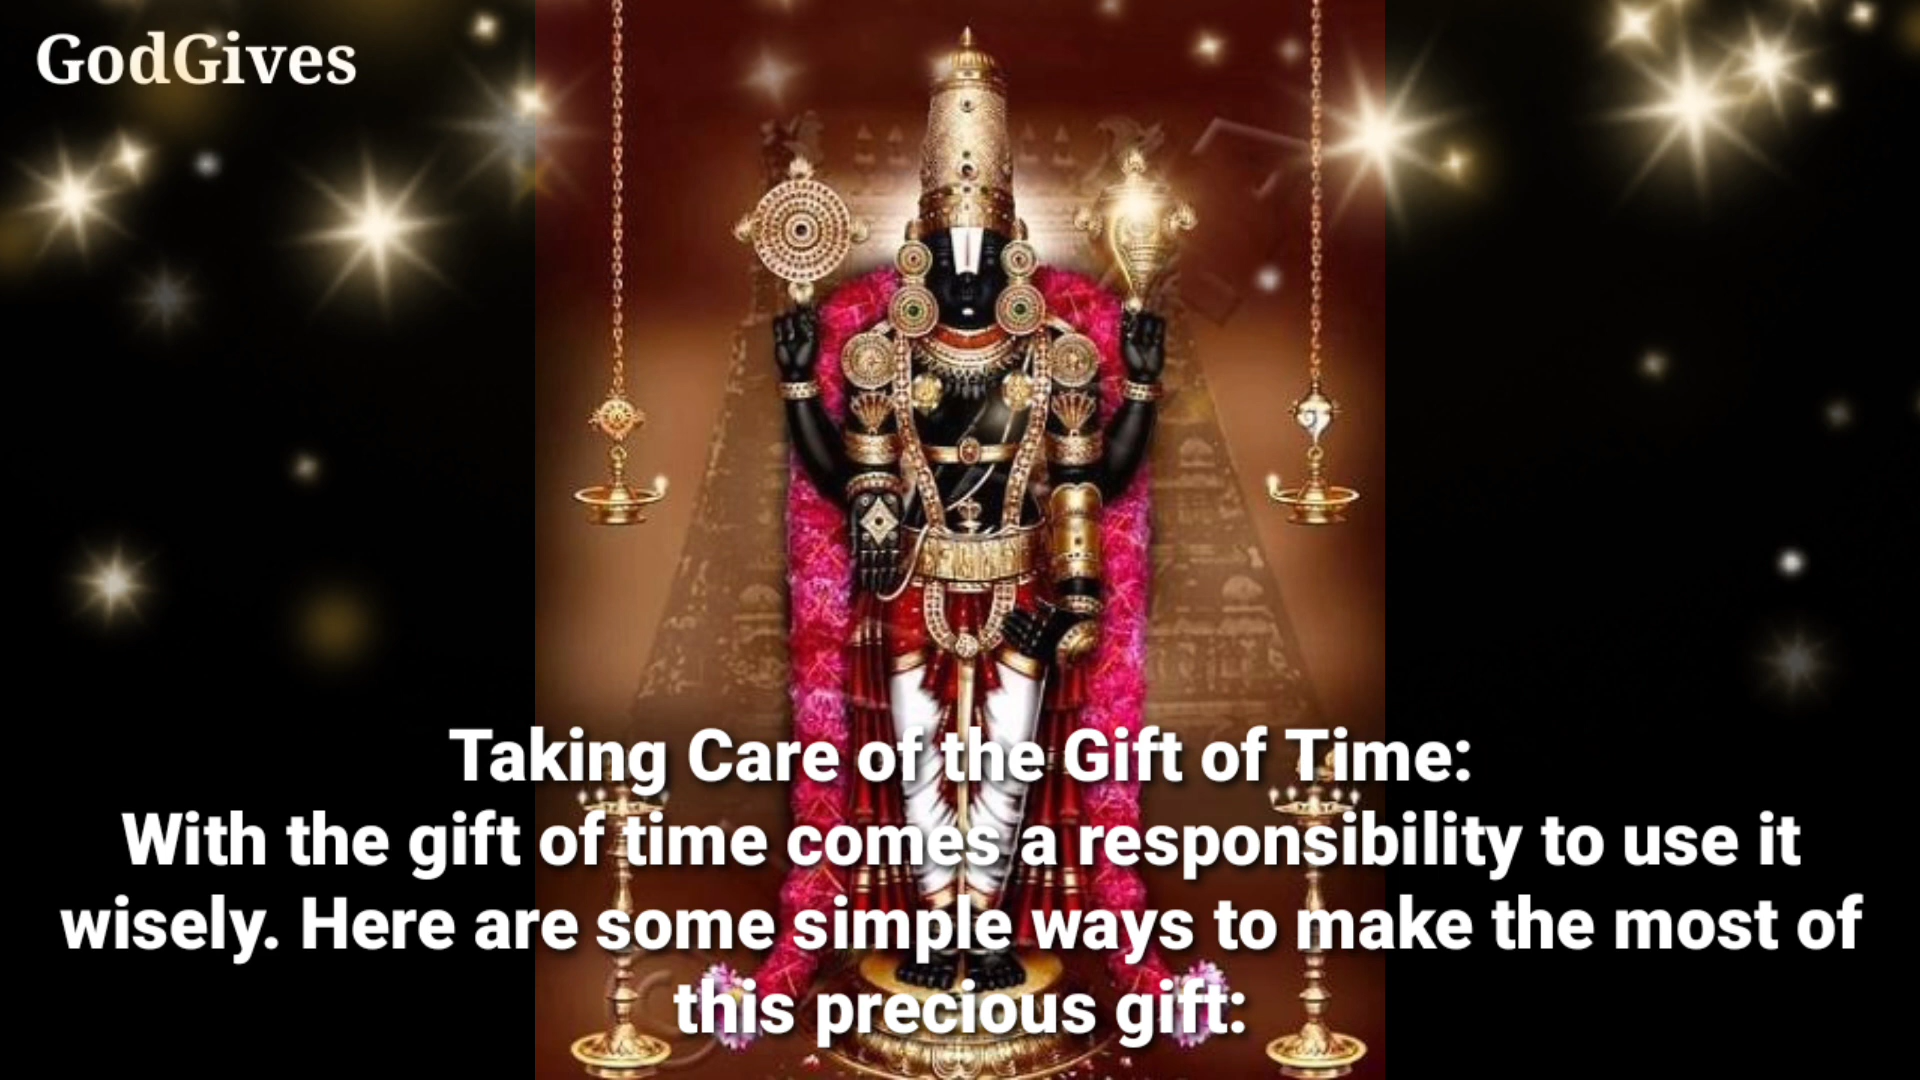 GodGives
Taking Care of the Gift of Time:
With the gift of time comes a responsibility to use it
wisely. Here are some simple ways to make the most of
this precious gift: